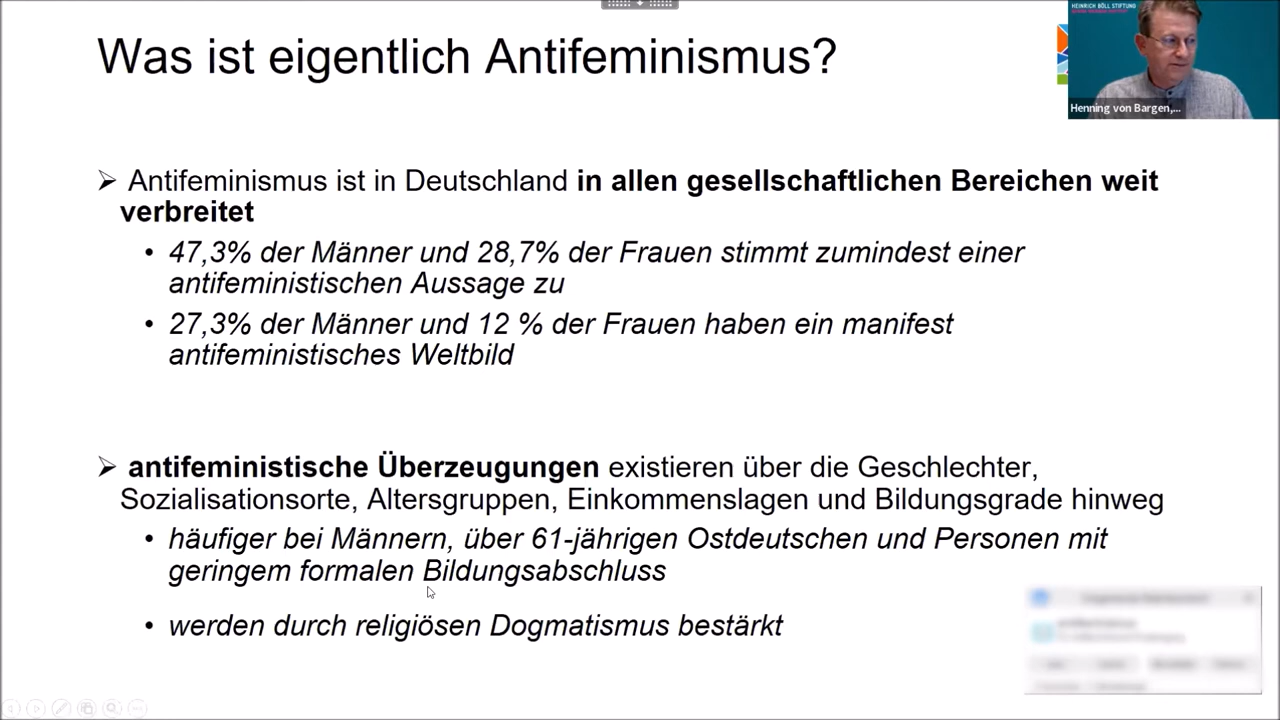 Was ist eigentlich Antifeminismus?
HEINRICH BÖLL STIFTUNG
Henning von Bargen,...
➢ Antifeminismus ist in Deutschland in allen gesellschaftlichen Bereichen weit
verbreitet
• 47,3% der Männer und 28,7% der Frauen stimmt zumindest einer
antifeministischen Aussage zu
• 27,3% der Männer und 12 % der Frauen haben ein manifest
antifeministisches Weltbild
➢ antifeministische Überzeugungen existieren über die Geschlechter,
Sozialisationsorte, Altersgruppen, Einkommenslagen und Bildungsgrade hinweg
• häufiger bei Männern, über 61-jährigen Ostdeutschen und Personen mit
geringem formalen Bildungsabschluss
• werden durch religiösen Dogmatismus bestärkt